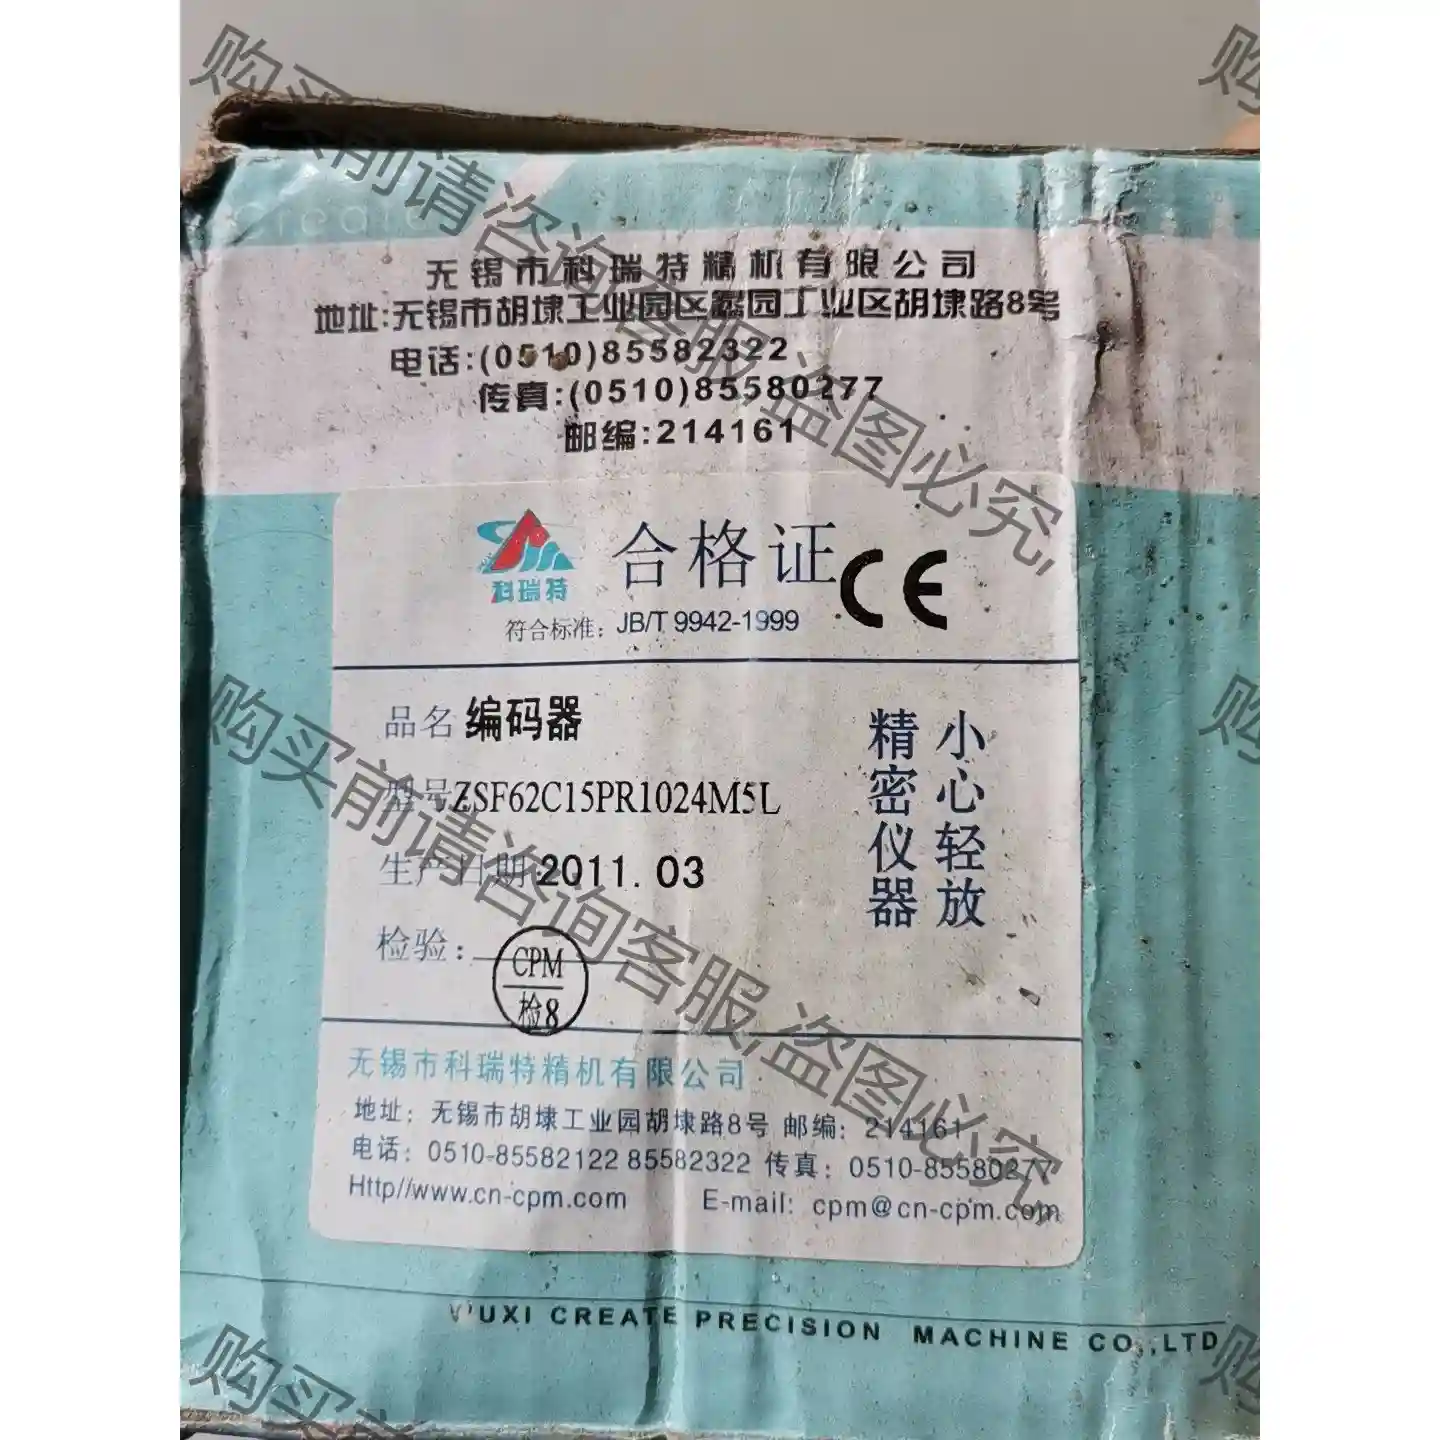 create
无锡市科瑞特精机有限公司
地址:无锡市胡埭工业园区鑫园工业区胡埭路8号
电话:(0510)85582322
传真:(0510)85580277
邮编:214161
科瑞特
合格证 CE
符合标准: JB/T 9942-1999
品名 编码器
型号ZSF62C15PR1024M5L
生产日期 2011.03
检验:
CPM
检8
小心轻放
精密仪器
无锡市科瑞特精机有限公司
地址: 无锡市胡埭工业园胡埭路8号 邮编: 214161
电话: 0510-85582122 85582322 传真: 0510-85580277
Http//www.cn-cpm.com E-mail: cpm@cn-cpm.com
WUXI CREATE PRECISION MACHINE CO.,LTD
购买前请咨询客服,盗图必究,
购买前请咨询客服,盗图必究,
购买前
购
购
购